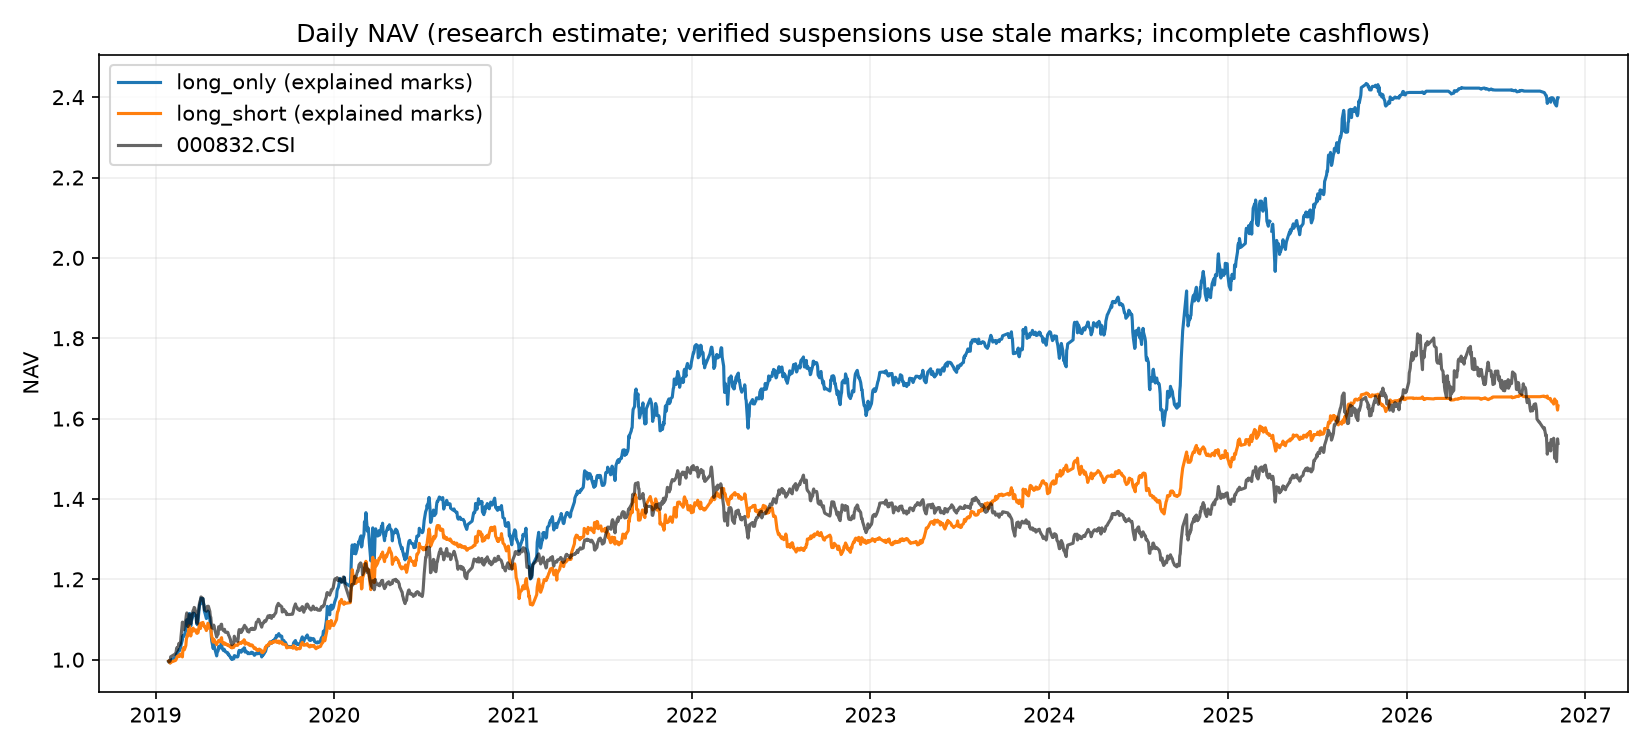 Daily NAV (research estimate; verified suspensions use stale marks; incomplete cashflows)
long_only (explained marks)
long_short (explained marks)
000832.CSI
NAV
2.4
2.2
2.0
1.8
1.6
1.4
1.2
1.0
2019 2020 2021 2022 2023 2024 2025 2026 2027